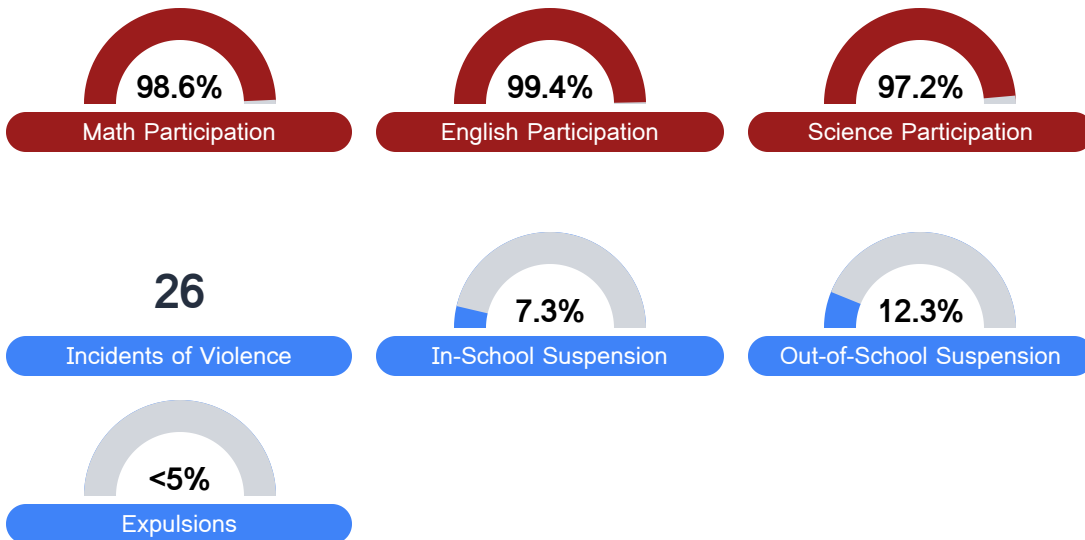 98.6%
Math Participation
99.4%
English Participation
97.2%
Science Participation
26
Incidents of Violence
7.3%
In-School Suspension
12.3%
Out-of-School Suspension
<5%
Expulsions